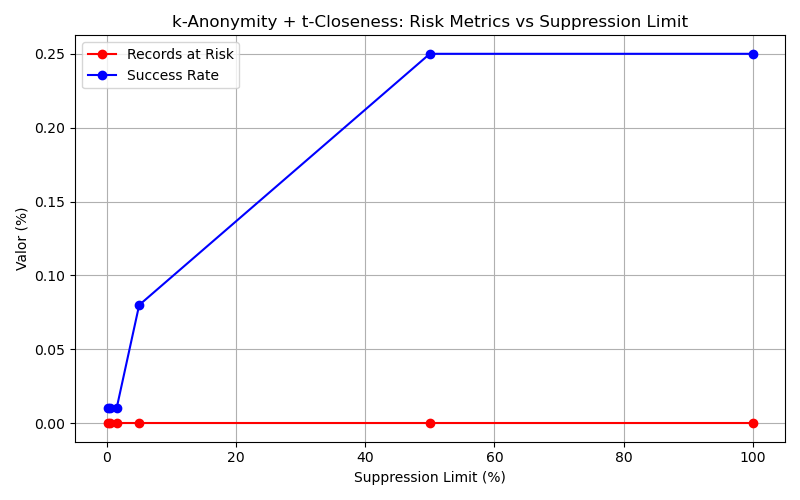 k-Anonymity + t-Closeness: Risk Metrics vs Suppression Limit
Records at Risk
Success Rate
Valor (%)
0.25
0.20
0.15
0.10
0.05
0.00
0 20 40 60 80 100
Suppression Limit (%)